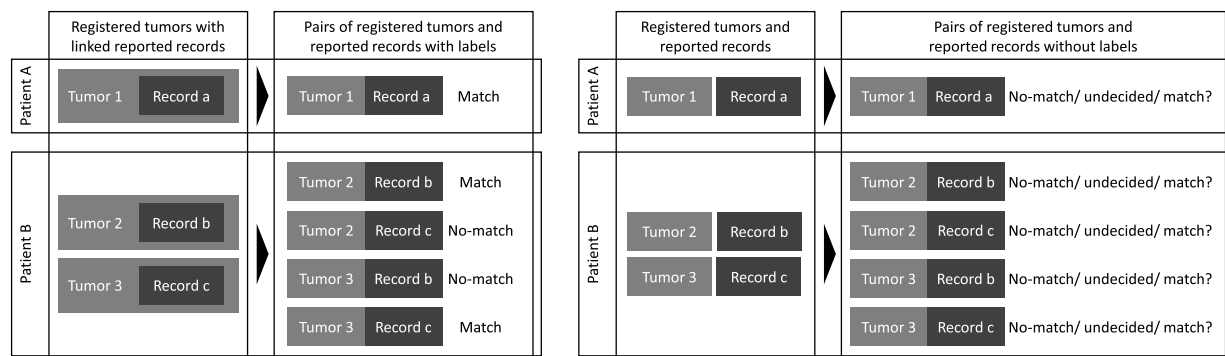 Registered tumors with
linked reported records
Pairs of registered tumors and
reported records with labels
Patient A
Tumor 1
Record a
Tumor 1 Record a Match
Patient B
Tumor 2
Record b
Tumor 3
Record c
Tumor 2 Record b Match
Tumor 2 Record c No-match
Tumor 3 Record b No-match
Tumor 3 Record c Match
Registered tumors and
reported records
Pairs of registered tumors and
reported records without labels
Patient A
Tumor 1 Record a
Tumor 1 Record a No-match/ undecided/ match?
Patient B
Tumor 2 Record b
Tumor 3 Record c
Tumor 2 Record b No-match/ undecided/ match?
Tumor 2 Record c No-match/ undecided/ match?
Tumor 3 Record b No-match/ undecided/ match?
Tumor 3 Record c No-match/ undecided/ match?